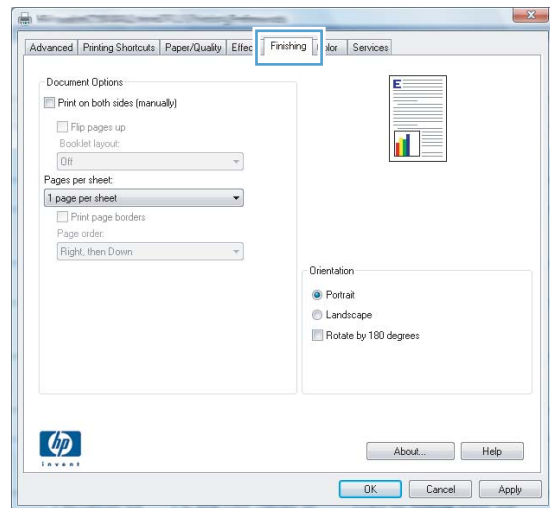 Advanced Printing Shortcuts Paper/Quality Effec Finishing olor Services
Document Options
Print on both sides (manually)
Flip pages up
Booklet layout:
Off
Pages per sheet:
1 page per sheet
Print page borders
Page order:
Right, then Down
E
Orientation
Portrait
Landscape
Rotate by 180 degrees
hp
invent
About... Help
OK Cancel Apply